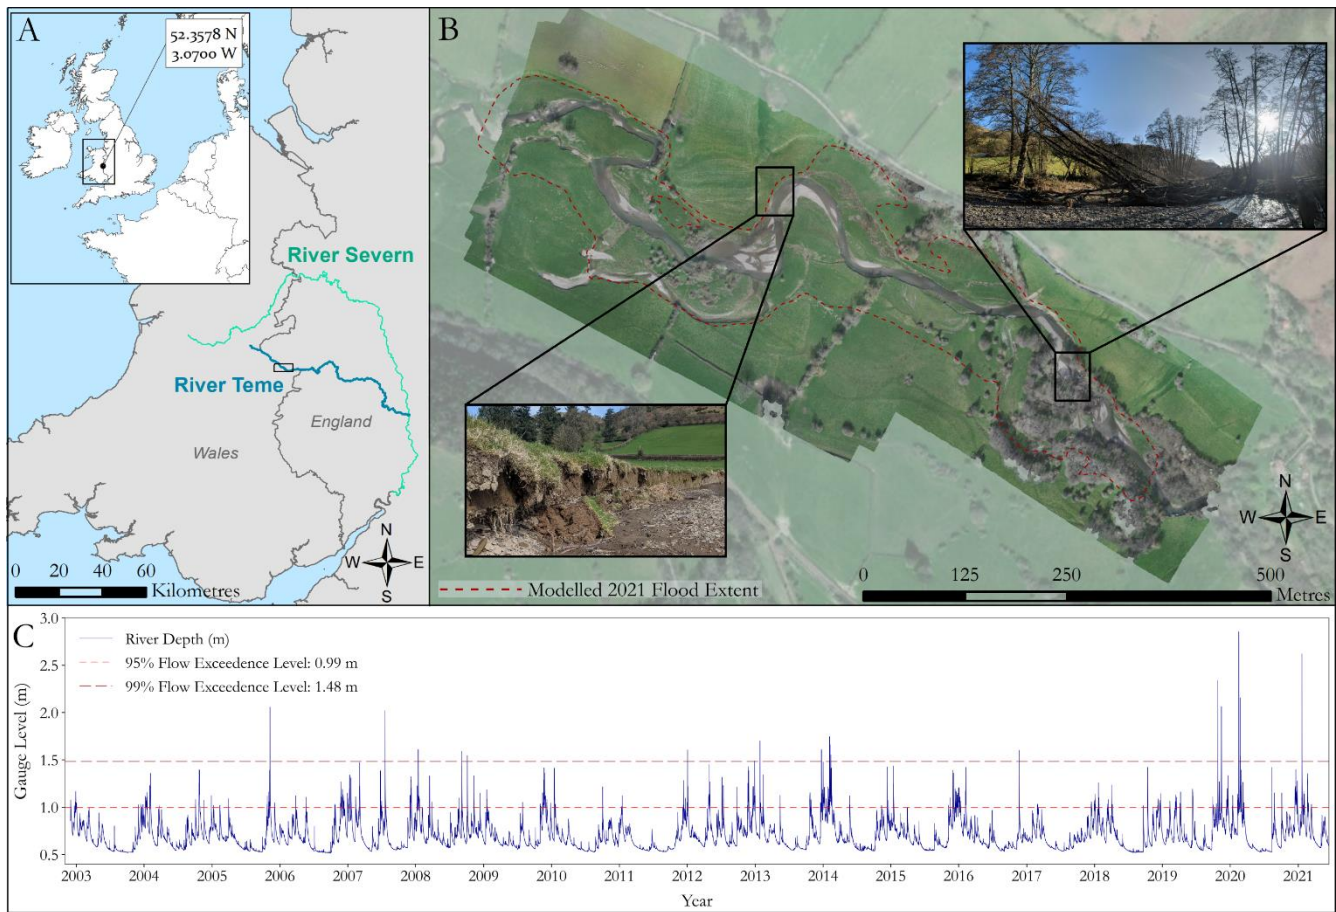 A
52.3578 N
3.0700 W
River Severn
River Teme
England
Wales
N
W E
S
0 20 40 60
Kilometres
B
N
W E
S
Modelled 2021 Flood Extent
0 125 250 500
Metres
C
River Depth (m)
95% Flow Exceedence Level: 0.99 m
99% Flow Exceedence Level: 1.48 m
Gauge Level (m)
3.0
2.5
2.0
1.5
1.0
0.5
2003 2004 2005 2006 2007 2008 2009 2010 2011 2012 2013 2014 2015 2016 2017 2018 2019 2020 2021
Year